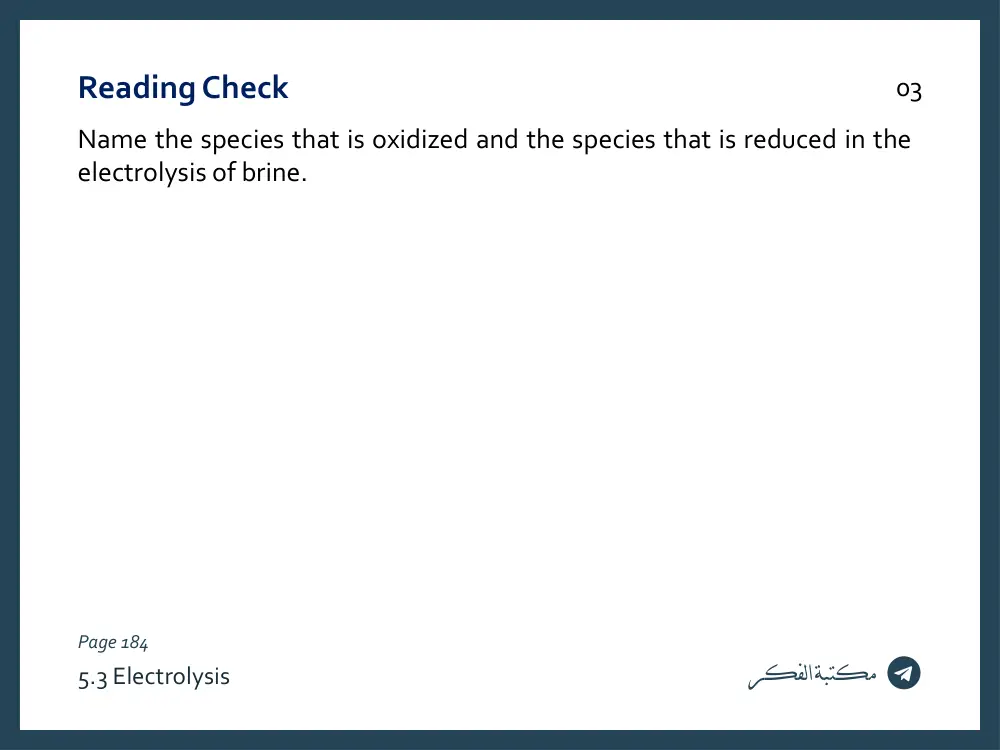 Reading Check
03
Name the species that is oxidized and the species that is reduced in the
electrolysis of brine.
Page 184
5.3 Electrolysis
مكتبة الفكر